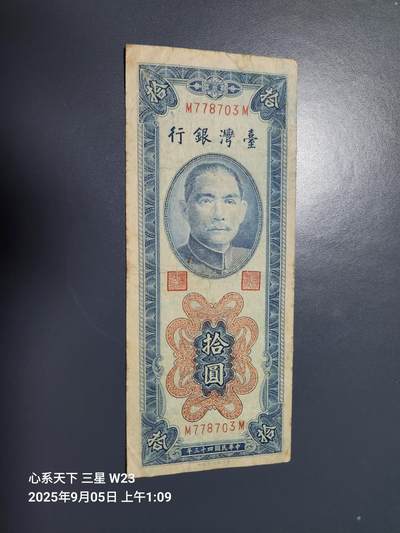 拾 拾
M778703M
行銀灣臺
拾
圓
M778703M
年三十四國民華中
拾 拾
心系天下 三星 W23
2025年9月05日 上午1:09